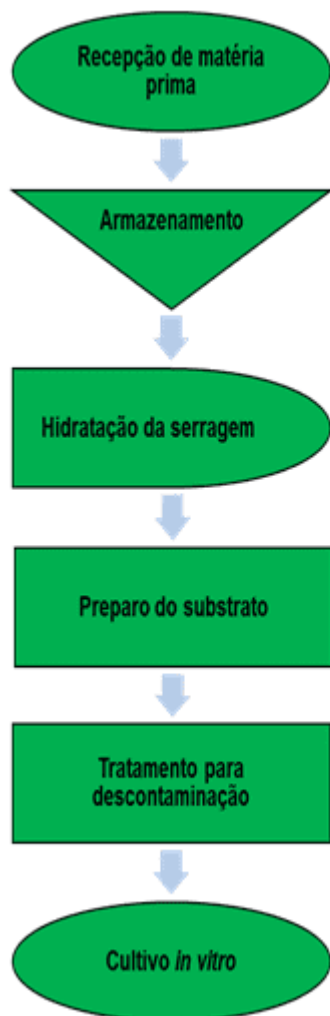 Recepção de matéria
prima
Armazenamento
Hidratação da serragem
Preparo do substrato
Tratamento para
descontaminação
Cultivo in vitro